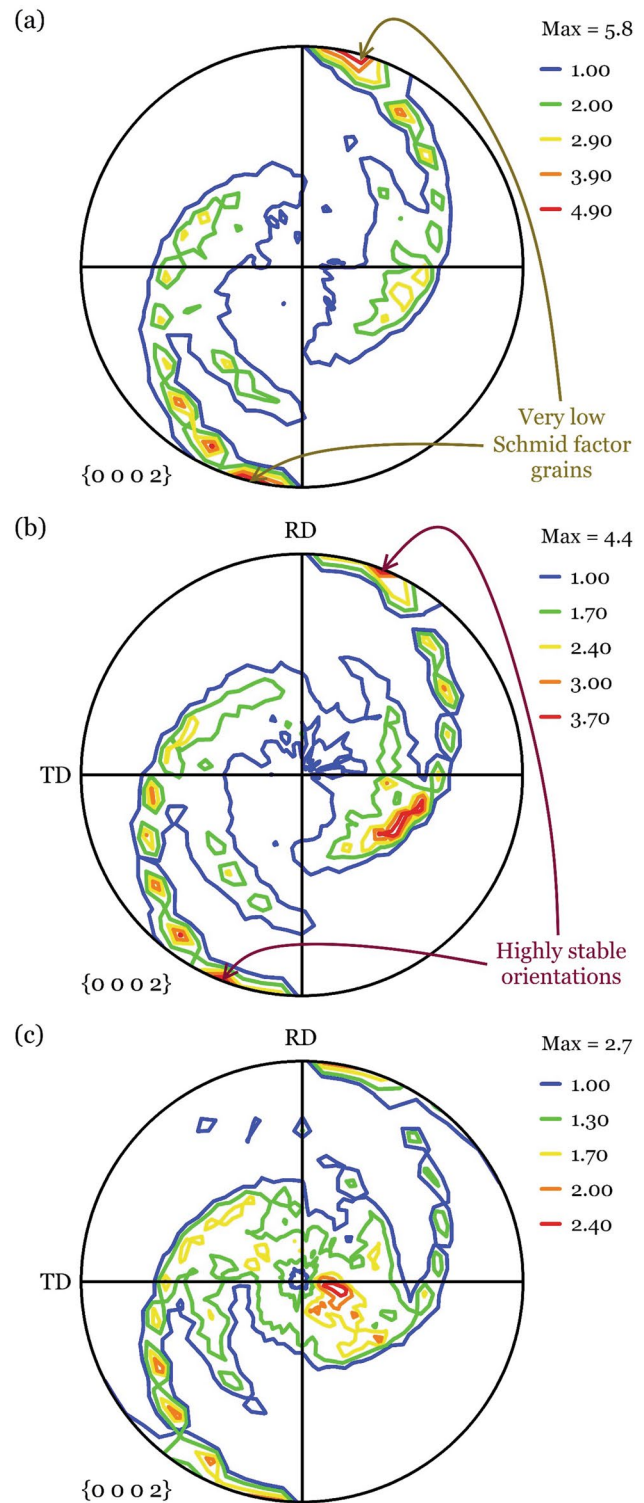 (a)
Max = 5.8
1.00
2.00
2.90
3.90
4.90
Very low
Schmid factor
grains
{0 0 0 2}
(b)
RD
Max = 4.4
1.00
1.70
2.40
3.00
3.70
TD
Highly stable
orientations
{0 0 0 2}
(c)
RD
Max = 2.7
1.00
1.30
1.70
2.00
2.40
TD
{0 0 0 2}